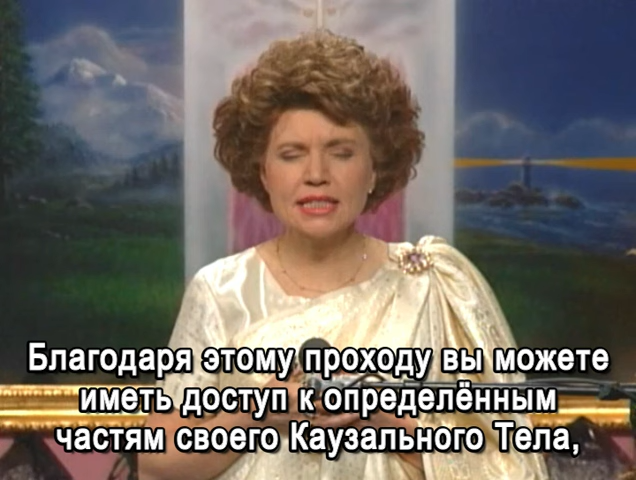 Благодаря этому проходу вы можете
иметь доступ к определённым
частям своего Каузального Тела,